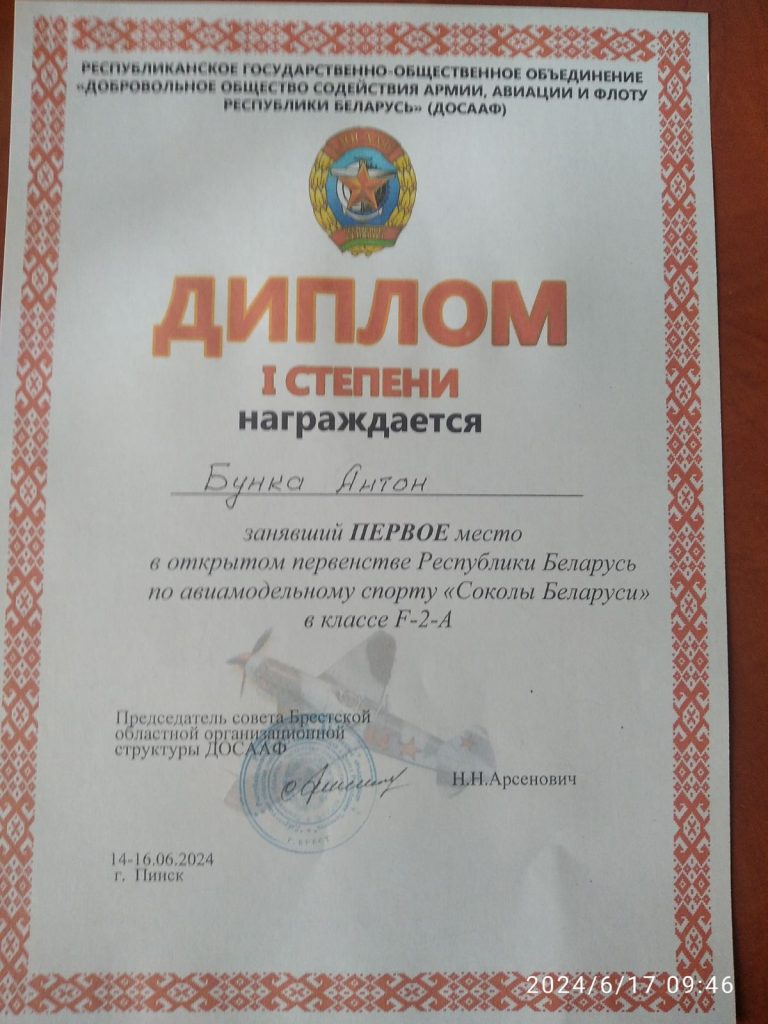 РЕСПУБЛИКАНСКОЕ ГОСУДАРСТВЕННО-ОБЩЕСТВЕННОЕ ОБЪЕДИНЕНИЕ
«ДОБРОВОЛЬНОЕ ОБЩЕСТВО СОДЕЙСТВИЯ АРМИИ, АВИАЦИИ И ФЛОТУ
РЕСПУБЛИКИ БЕЛАРУСЬ» (ДОСААФ)
ДОСААФ
ДИПЛОМ
I СТЕПЕНИ
награждается
Бунка Антон
занявший ПЕРВОЕ место
в открытом первенстве Республики Беларусь
по авиамодельному спорту «Соколы Беларуси»
в классе F-2-A
Председатель совета Брестской
областной организационной
структуры ДОСААФ
Н.Н.Арсенович
г. БРЕСТ
14-16.06.2024
г. Пинск
2024/6/17 09:46